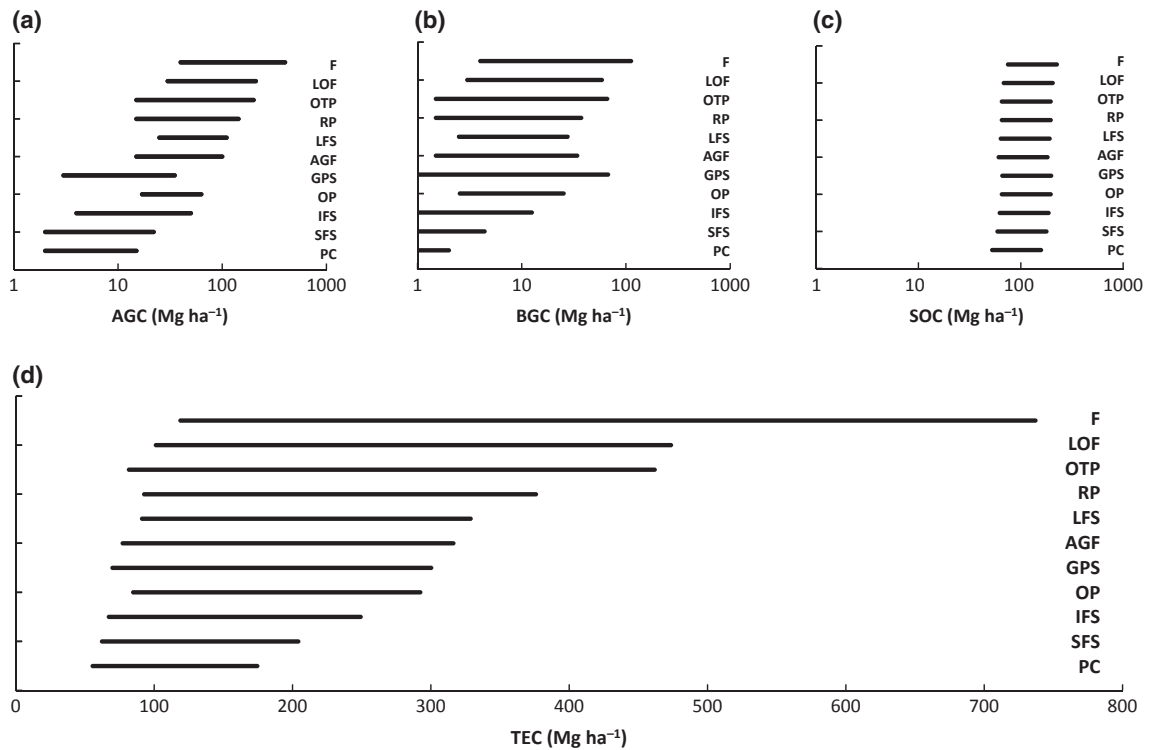 (a)
F
LOF
OTP
RP
LFS
AGF
GPS
OP
IFS
SFS
PC
1 10 100 1000
AGC (Mg ha⁻¹)
(b)
F
LOF
OTP
RP
LFS
AGF
GPS
OP
IFS
SFS
PC
1 10 100 1000
BGC (Mg ha⁻¹)
(c)
F
LOF
OTP
RP
LFS
AGF
GPS
OP
IFS
SFS
PC
1 10 100 1000
SOC (Mg ha⁻¹)
(d)
F
LOF
OTP
RP
LFS
AGF
GPS
OP
IFS
SFS
PC
0 100 200 300 400 500 600 700 800
TEC (Mg ha⁻¹)